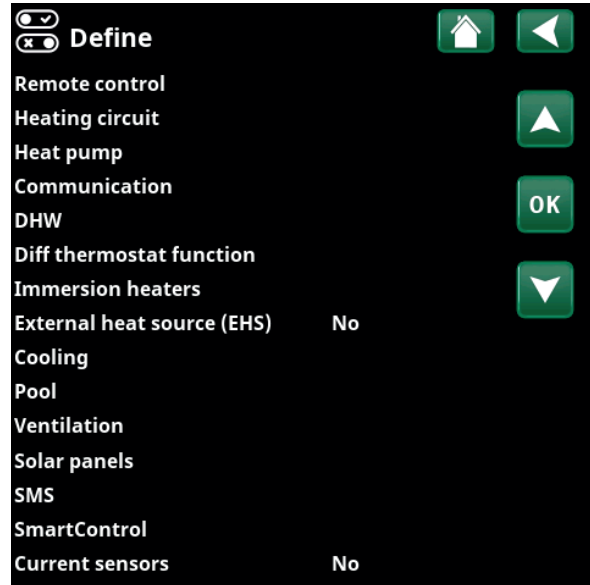 Define
Remote control
Heating circuit
Heat pump
Communication
OK
DHW
Diff thermostat function
Immersion heaters
External heat source (EHS) No
Cooling
Pool
Ventilation
Solar panels
SMS
SmartControl
Current sensors No